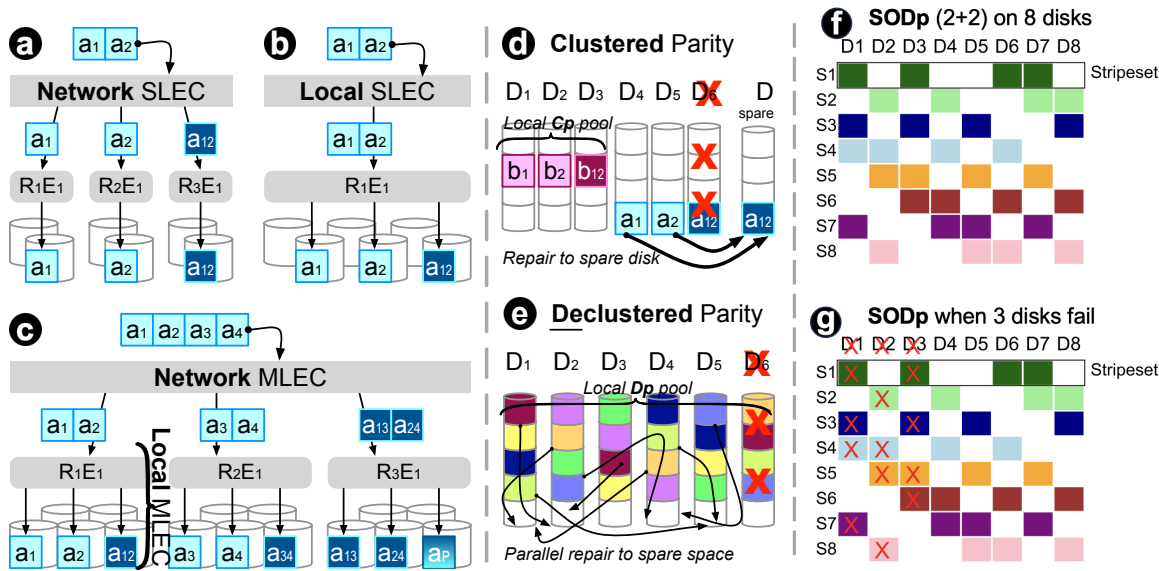 a
a1 a2
Network SLEC
a1 a2 a12
R1E1 R2E1 R3E1
a1 a2 a12
b
a1 a2
Local SLEC
a1 a2
R1E1
a1 a2 a12
c
a1 a2 a3 a4
Network MLEC
a1 a2 a3 a4 a13 a24
Local MLEC
R1E1 R2E1 R3E1
a1 a2 a12 a3 a4 a34 a13 a24 aP
d Clustered Parity
D1 D2 D3 D4 D5 D6 D
spare
Local Cp pool
X
b1 b2 b12
X
a1 a2 a12 a12
Repair to spare disk
e Declustered Parity
D1 D2 D3 D4 D5 D6
Local Dp pool
X
X
Parallel repair to spare space
f SODp (2+2) on 8 disks
D1 D2 D3 D4 D5 D6 D7 D8
S1 Stripeset
S2
S3
S4
S5
S6
S7
S8
g SODp when 3 disks fail
D1 D2 D3 D4 D5 D6 D7 D8
S1 X X Stripeset
S2 X
S3 X X
S4 X X
S5 X X
S6 X
S7 X
S8 X